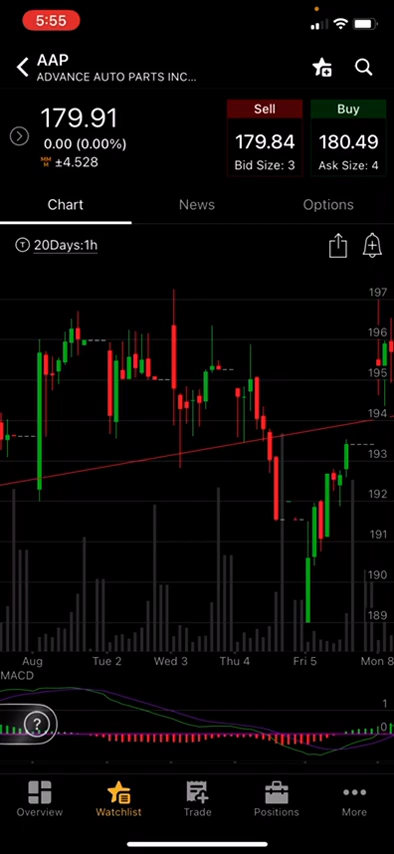 5:55
AAP
ADVANCE AUTO PARTS INC...
179.91
0.00 (0.00%)
MM
M
±4.528
Sell
179.84
Bid Size: 3
Buy
180.49
Ask Size: 4
Chart
News
Options
T
20Days:1h
197
196
195
194
193
192
191
190
189
Aug
Tue 2
Wed 3
Thu 4
Fri 5
Mon 8
MACD
1
0
?
Overview
Watchlist
Trade
Positions
More